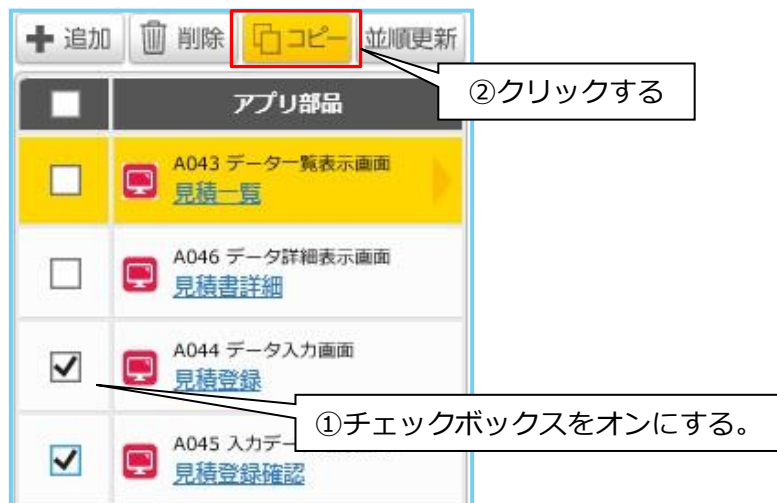 追加 削除 コピー 並順更新
②クリックする
アプリ部品
A043 データ一覧表示画面
見積一覧
A046 データ詳細表示画面
見積書詳細
A044 データ入力画面
見積登録
①チェックボックスをオンにする。
A045 入力デー
見積登録確認